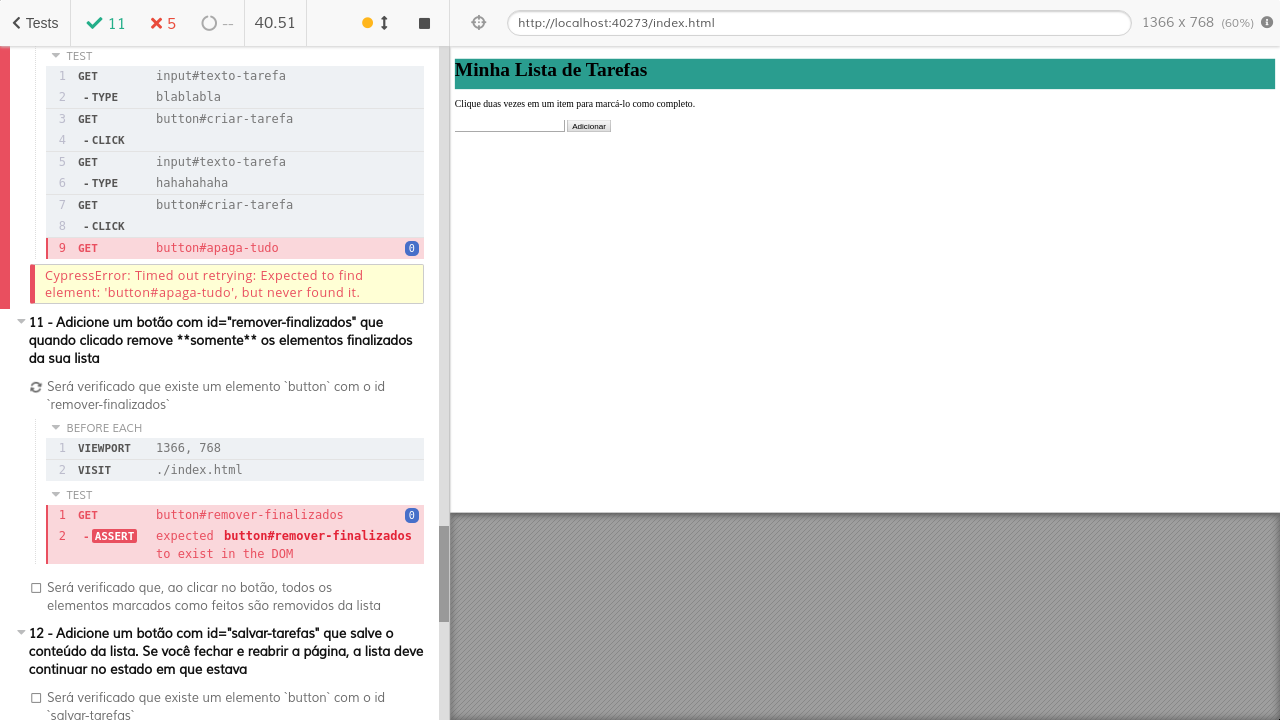 Tests
11
5
--
40.51
http://localhost:40273/index.html
1366 x 768 (60%)
TEST
1 GET input#texto-tarefa
2 - TYPE blablabla
3 GET button#criar-tarefa
4 - CLICK
5 GET input#texto-tarefa
6 - TYPE hahahahaha
7 GET button#criar-tarefa
8 - CLICK
9 GET button#apaga-tudo 0
CypressError: Timed out retrying: Expected to find
element: 'button#apaga-tudo', but never found it.
11 - Adicione um botão com id="remover-finalizados" que
quando clicado remove **somente** os elementos finalizados
da sua lista
Será verificado que existe um elemento `button` com o id
`remover-finalizados`
BEFORE EACH
1 VIEWPORT 1366, 768
2 VISIT ./index.html
TEST
1 GET button#remover-finalizados 0
2 - ASSERT expected button#remover-finalizados
to exist in the DOM
Será verificado que, ao clicar no botão, todos os
elementos marcados como feitos são removidos da lista
12 - Adicione um botão com id="salvar-tarefas" que salve o
conteúdo da lista. Se você fechar e reabrir a página, a lista deve
continuar no estado em que estava
Será verificado que existe um elemento `button` com o id
`salvar-tarefas`
Minha Lista de Tarefas
Clique duas vezes em um item para marcá-lo como completo.
Adicionar